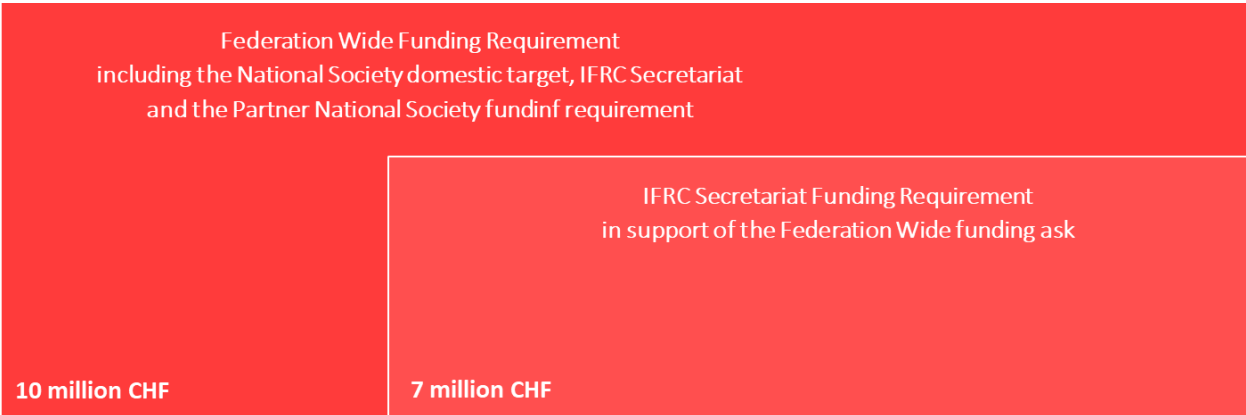 Federation Wide Funding Requirement
including the National Society domestic target, IFRC Secretariat
and the Partner National Society fundinf requirement
IFRC Secretariat Funding Requirement
in support of the Federation Wide funding ask
10 million CHF
7 million CHF